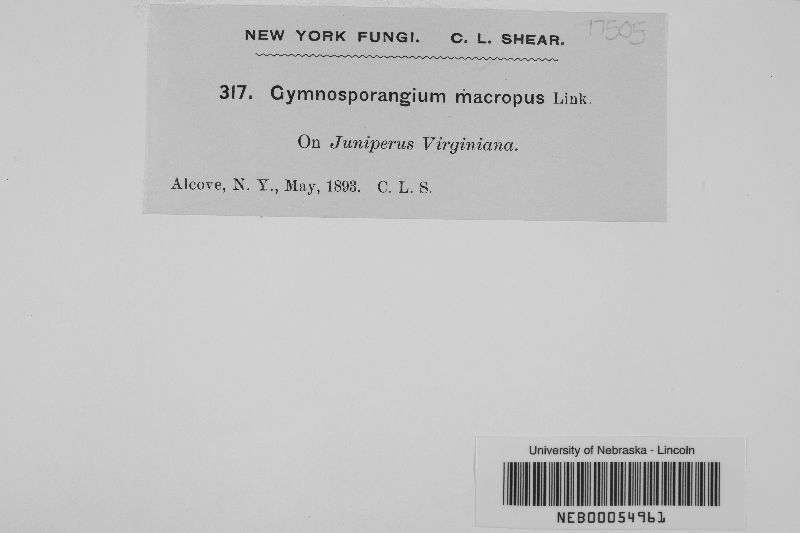 NEW YORK FUNGI. C. L. SHEAR. 17505
317. Gymnosporangium macropus Link.
On Juniperus Virginiana.
Alcove, N. Y., May, 1893. C. L. S.
University of Nebraska - Lincoln
NEB00054961